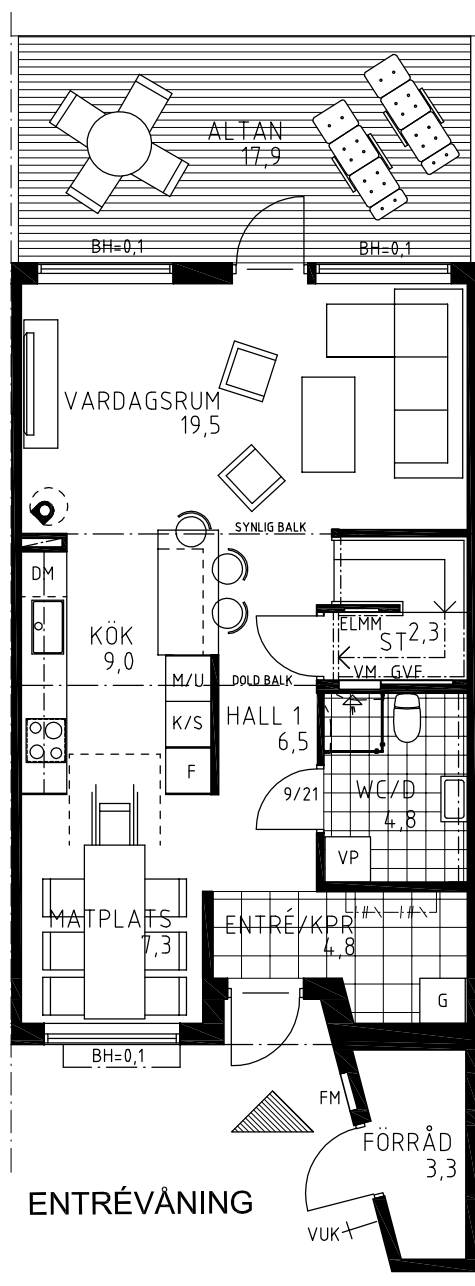 ALTAN
17,9
BH=0,1
BH=0,1
VARDAGSRUM
19,5
SYNLIG BALK
DM
KÖK
9,0
ELMM
ST 2,3
VM GVF
M/U
DOLD BALK
K/S
HALL 1
6,5
F
9/21
WC/D
4,8
VP
MATPLATS
7,3
ENTRÉ/KPR
4,8
G
BH=0,1
FM
FÖRRÅD
3,3
VUK
ENTRÉVÅNING